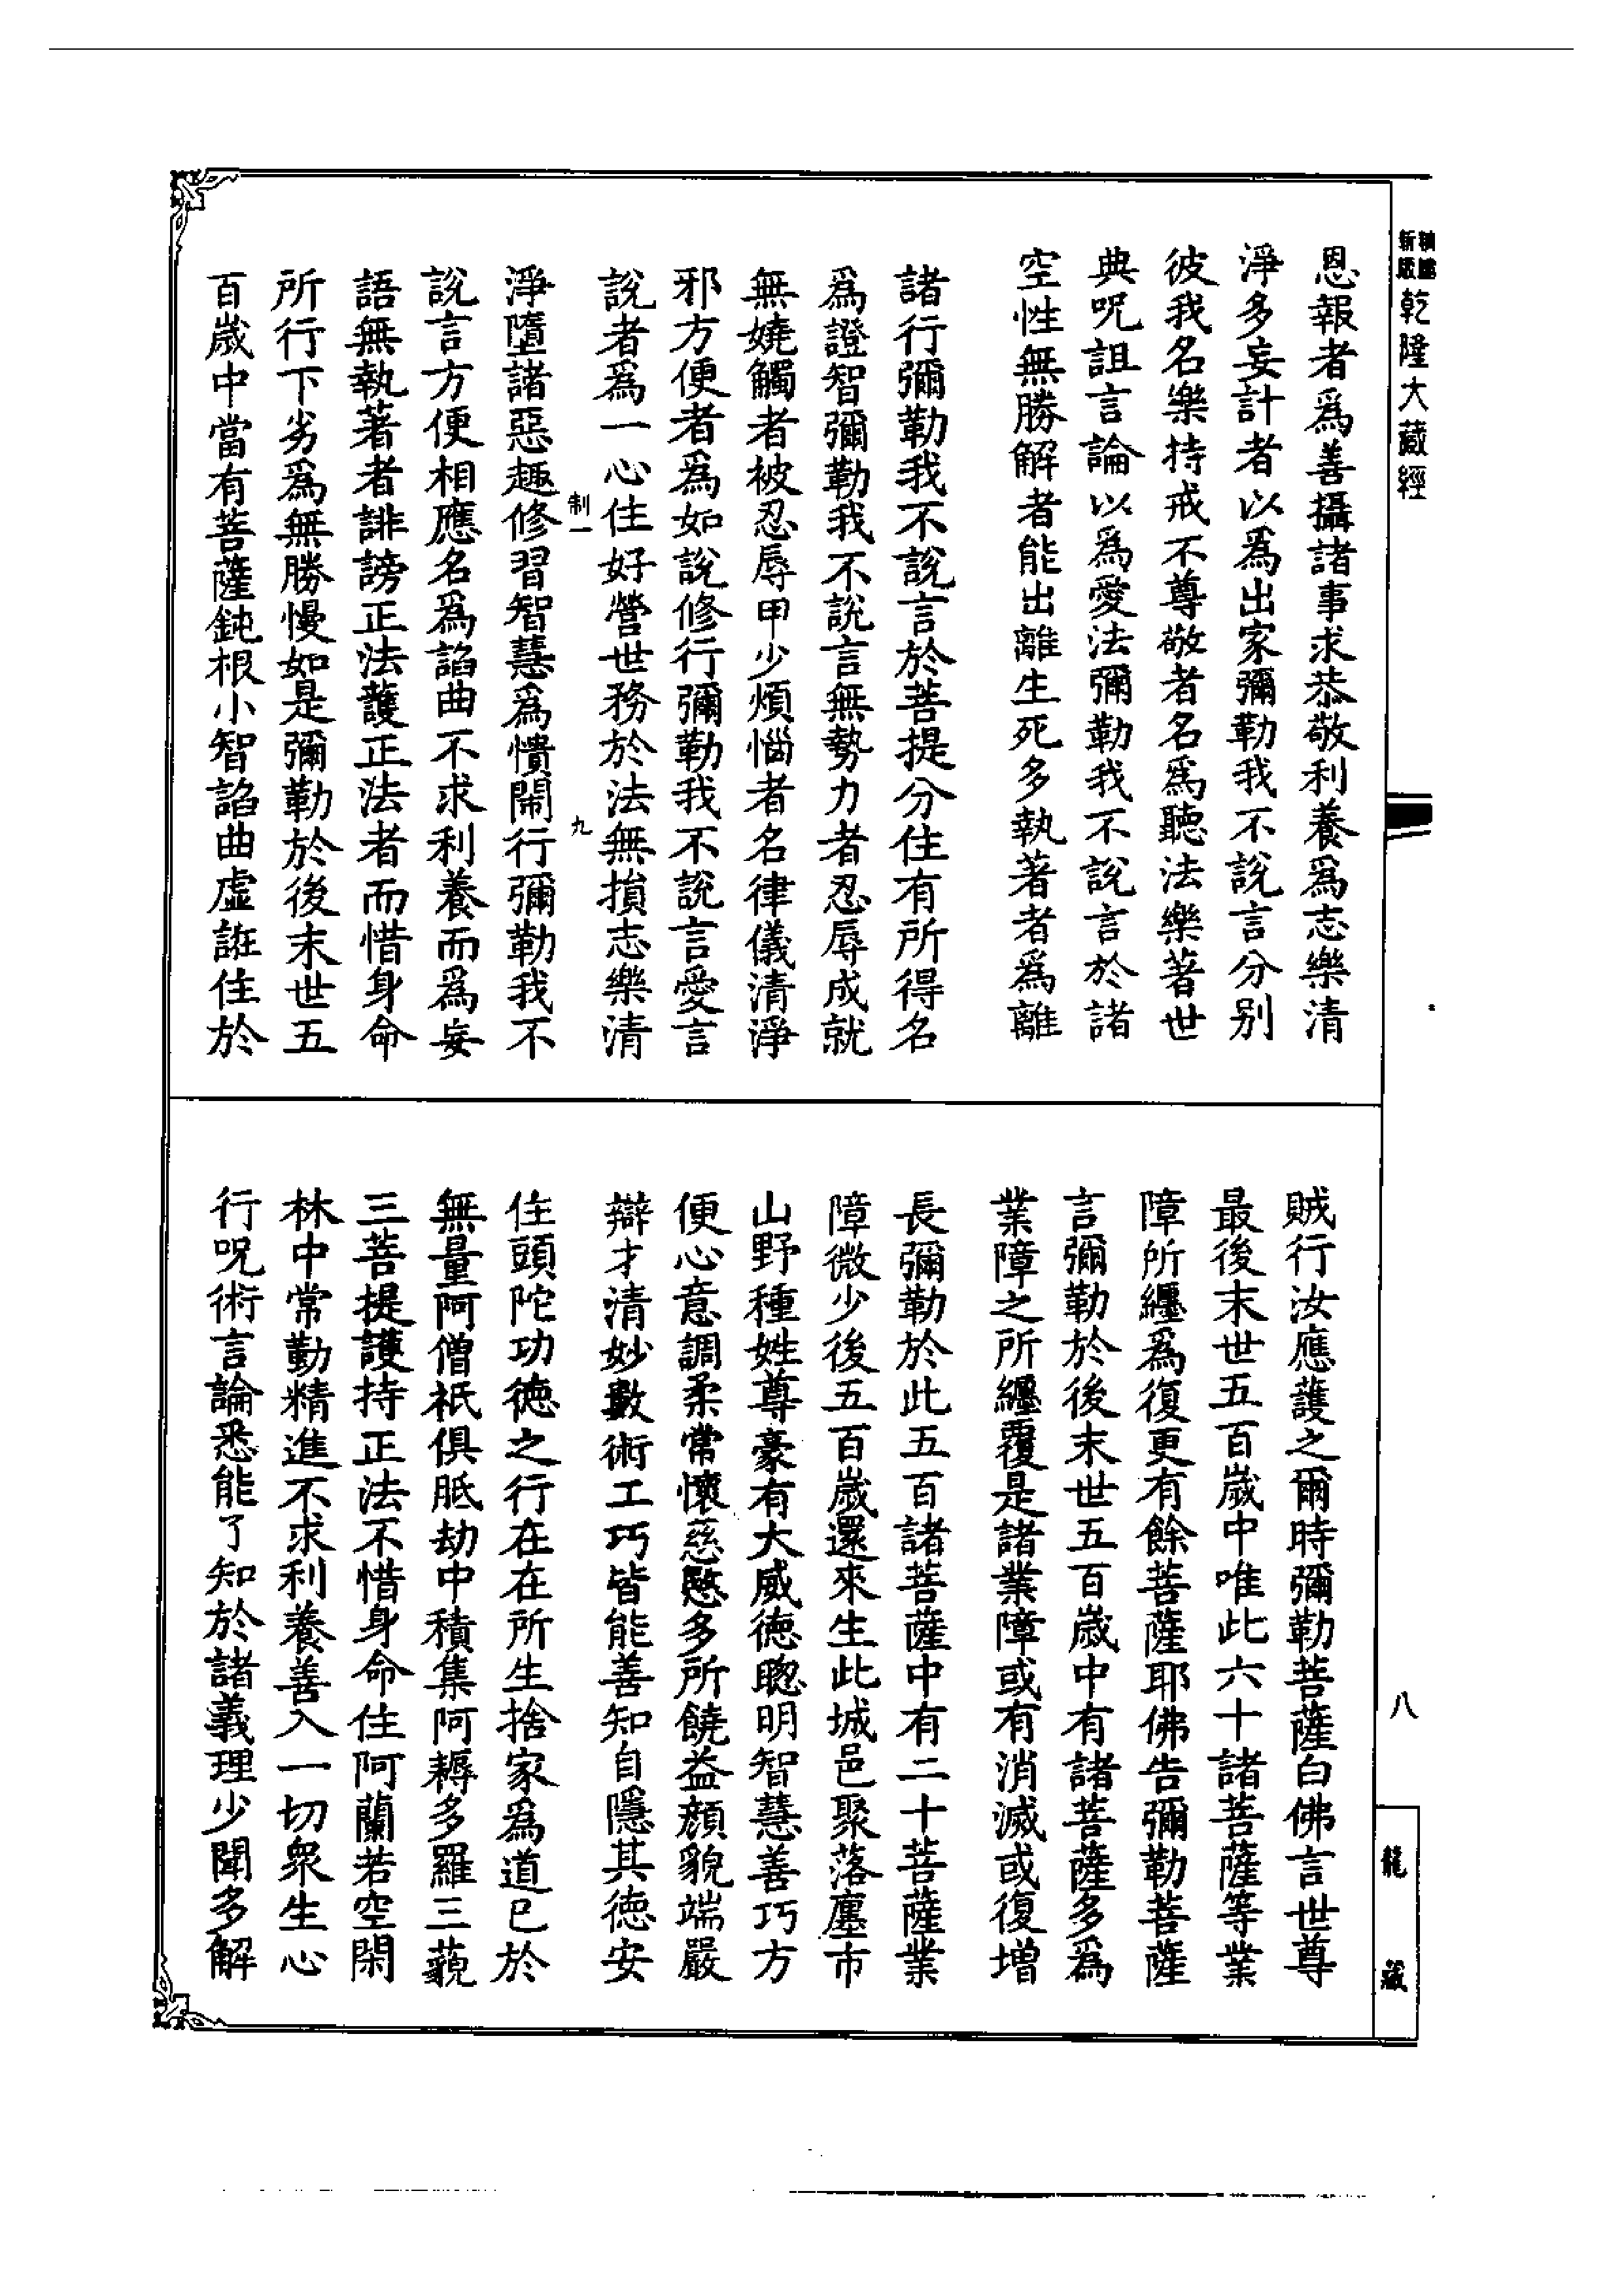 乾隆大藏經
恩報者爲善攝諸事求恭敬利養爲志樂清
淨多妄計者以爲出家彌勒我不說言分别
彼我名樂持戒不尊敬者名爲聽法樂著世
典呪詛言論以爲愛法彌勒我不說言於諸
空性無勝解者能出離生死多執著者爲離
諸行彌勒我不說言於菩提分住有所得名
爲證智彌勒我不說言無勢力者忍辱成就
無嬈觸者被忍辱甲少煩惱者名律儀清淨
邪方便者爲如說修行彌勒我不說言愛言
說者爲一心住好營世務於法無損志樂清
制一
九
淨墮諸惡趣修習智慧爲憒閙行彌勒我不
說言方便相應名爲諂曲不求利養而爲妄
語無執著者誹謗正法護正法者而惜身命
所行下劣爲無勝慢如是彌勒於後末世五
百歲中當有菩薩鈍根小智諂曲虛誑住於
賊行汝應護之爾時彌勒菩薩白佛言世尊
最後末世五百歲中唯此六十諸菩薩等業
障所纏爲復更有餘菩薩耶佛告彌勒菩薩
言彌勒於後末世五百歲中有諸菩薩多爲
業障之所纏覆是諸業障或有消滅或復增
長彌勒於此五百諸菩薩中有二十菩薩業
障微少後五百歲還來生此城邑聚落廛市
山野種姓尊豪有大威德聰明智慧善巧方
便心意調柔常懷慈愍多所饒益顔貌端嚴
辯才清妙數術工巧皆能善知自隱其德安
住頭陀功德之行在在所生捨家爲道已於
無量阿僧祇俱胝劫中積集阿耨多羅三藐
三菩提護持正法不惜身命住阿蘭若空閑
林中常勤精進不求利養善入一切衆生心
行呪術言論悉能了知於諸義理少聞多解
八
龍藏